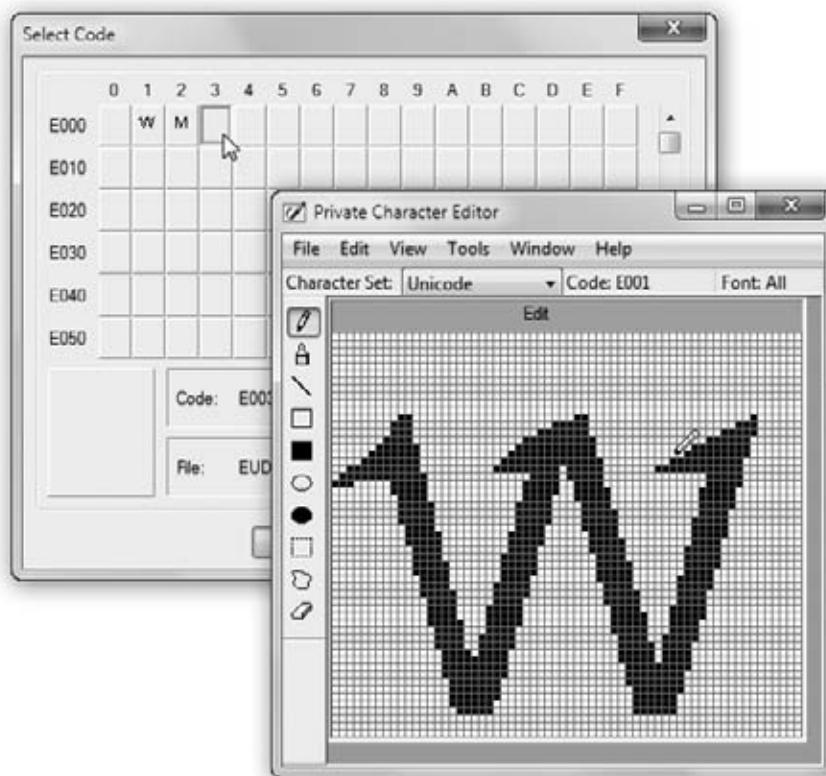 Select Code
0 1 2 3 4 5 6 7 8 9 A B C D E F
E000 W M
E010
E020
E030
E040
E050
Code: E003
File: EUD
Private Character Editor
File Edit View Tools Window Help
Character Set: Unicode Code: E001 Font: All
Edit
W